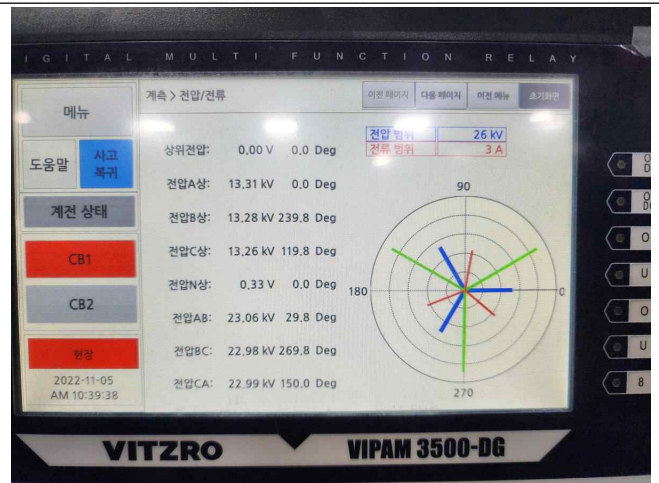 DIGITAL MULTI FUNCTION RELAY
메뉴
도움말
사고
복귀
계전 상태
CB1
CB2
현장
2022-11-05
AM 10:39:38
계측 > 전압/전류
이전 페이지 다음 페이지 이전 메뉴 초기화면
상위전압: 0,00 V 0,0 Deg
전압A상: 13,31 kV 0,0 Deg
전압B상: 13,28 kV 239,8 Deg
전압C상: 13,26 kV 119,8 Deg
전압N상: 0,33 V 0,0 Deg
전압AB: 23,06 kV 29,8 Deg
전압BC: 22,98 kV 269,8 Deg
전압CA: 22,99 kV 150,0 Deg
전압 범위 26 kV
전류 범위 3 A
90
180
0
270
O
D
O
U
O
U
8
VITZRO VIPAM 3500-DG